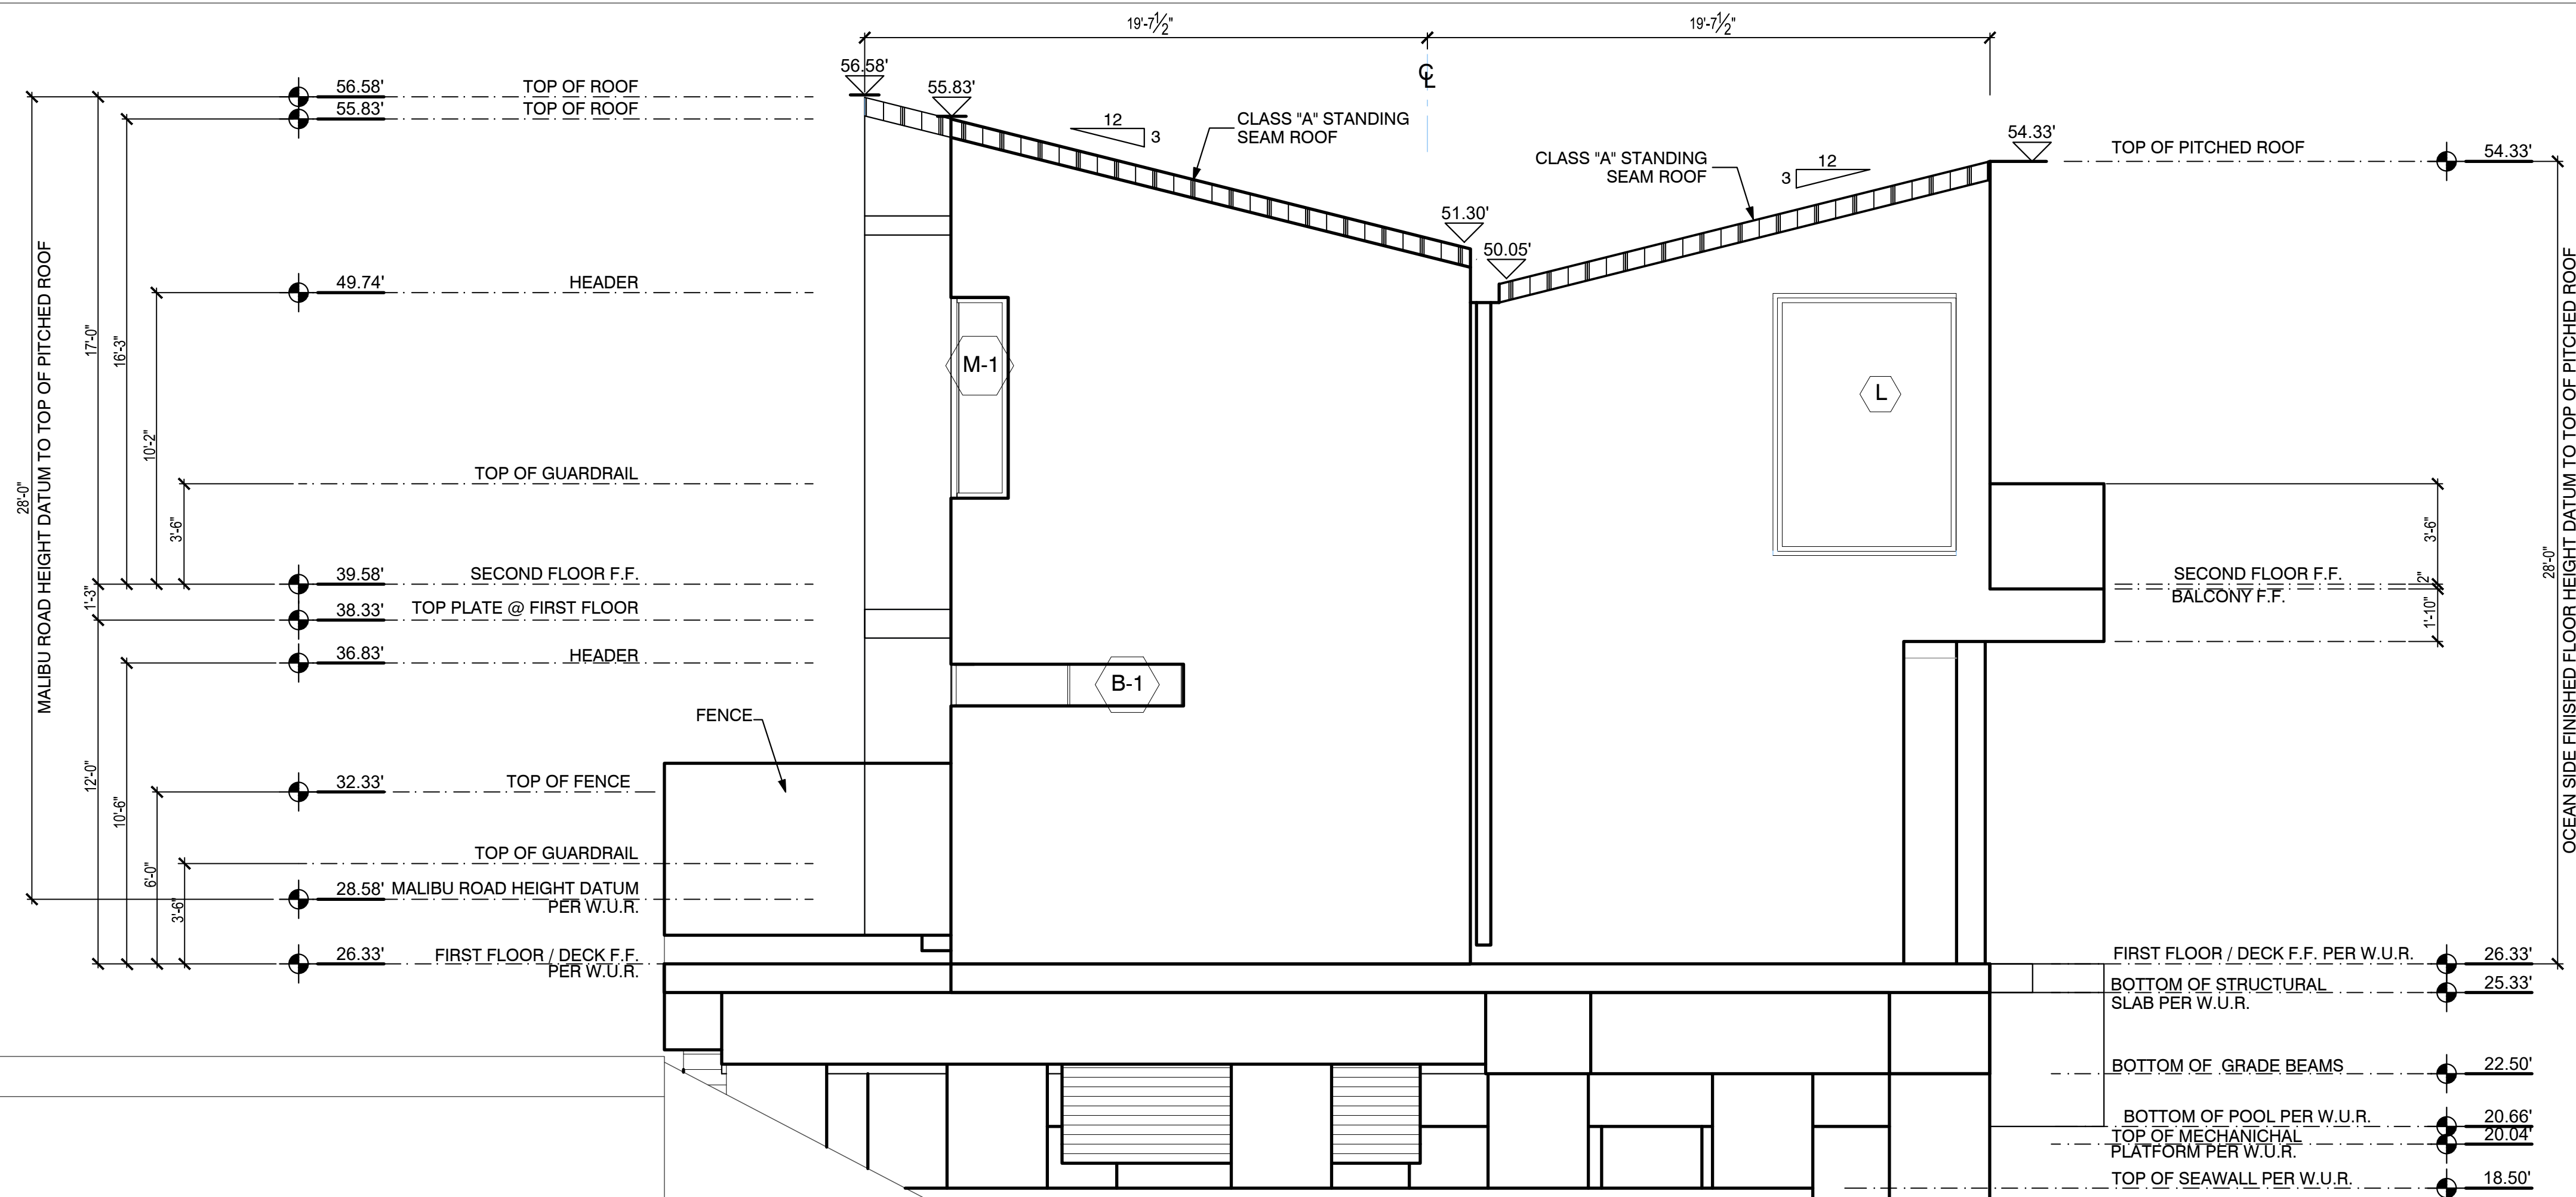 19'-7 1/2"
19'-7 1/2"
℄
56.58'
55.83'
12
3
CLASS "A" STANDING
SEAM ROOF
CLASS "A" STANDING
SEAM ROOF
12
3
54.33'
51.30'
50.05'
56.58' TOP OF ROOF
55.83' TOP OF ROOF
49.74' HEADER
TOP OF GUARDRAIL
39.58' SECOND FLOOR F.F.
38.33' TOP PLATE @ FIRST FLOOR
36.83' HEADER
32.33' TOP OF FENCE
TOP OF GUARDRAIL
28.58' MALIBU ROAD HEIGHT DATUM
PER W.U.R.
26.33' FIRST FLOOR / DECK F.F.
PER W.U.R.
28'-0"
MALIBU ROAD HEIGHT DATUM TO TOP OF PITCHED ROOF
17'-0"
16'-3"
10'-2"
3'-6"
1'-3"
12'-0"
10'-6"
6'-0"
3'-6"
M-1
B-1
L
FENCE
TOP OF PITCHED ROOF 54.33'
3'-6"
SECOND FLOOR F.F.
2"
BALCONY F.F.
1'-10"
28'-0"
OCEAN SIDE FINISHED FLOOR HEIGHT DATUM TO TOP OF PITCHED ROOF
FIRST FLOOR / DECK F.F. PER W.U.R. 26.33'
BOTTOM OF STRUCTURAL 25.33'
SLAB PER W.U.R.
BOTTOM OF GRADE BEAMS 22.50'
BOTTOM OF POOL PER W.U.R. 20.66'
TOP OF MECHANICHAL 20.04'
PLATFORM PER W.U.R.
TOP OF SEAWALL PER W.U.R. 18.50'